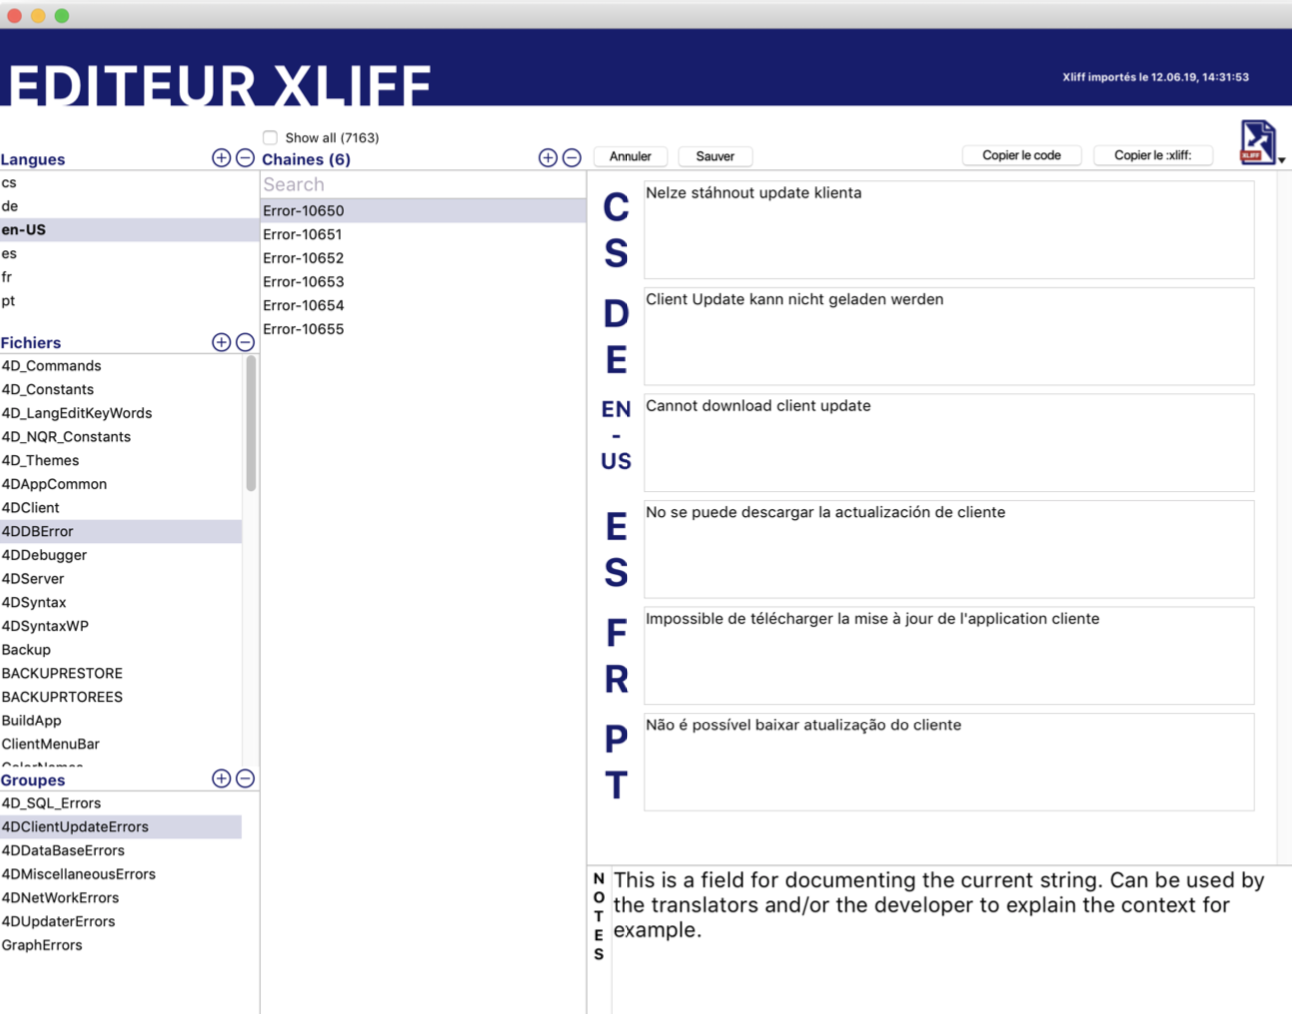 EDITEUR XLIFF
Xliff importés le 12.06.19, 14:31:53
Show all (7163)
Langues
Chaines (6)
Annuler
Sauver
Copier le code
Copier le :xliff:
XLIFF
cs
de
en-US
es
fr
pt
Fichiers
4D_Commands
4D_Constants
4D_LangEditKeyWords
4D_NQR_Constants
4D_Themes
4DAppCommon
4DClient
4DDBError
4DDebugger
4DServer
4DSyntax
4DSyntaxWP
Backup
BACKUPRESTORE
BACKUPRTOREES
BuildApp
ClientMenuBar
ColorNames
Groupes
4D_SQL_Errors
4DClientUpdateErrors
4DDataBaseErrors
4DMiscellaneousErrors
4DNetWorkErrors
4DUpdaterErrors
GraphErrors
Search
Error-10650
Error-10651
Error-10652
Error-10653
Error-10654
Error-10655
CS
Nelze stáhnout update klienta
DE
Client Update kann nicht geladen werden
EN
-
US
Cannot download client update
ES
No se puede descargar la actualización de cliente
FR
Impossible de télécharger la mise à jour de l'application cliente
PT
Não é possível baixar atualização do cliente
NOTES
This is a field for documenting the current string. Can be used by
the translators and/or the developer to explain the context for
example.